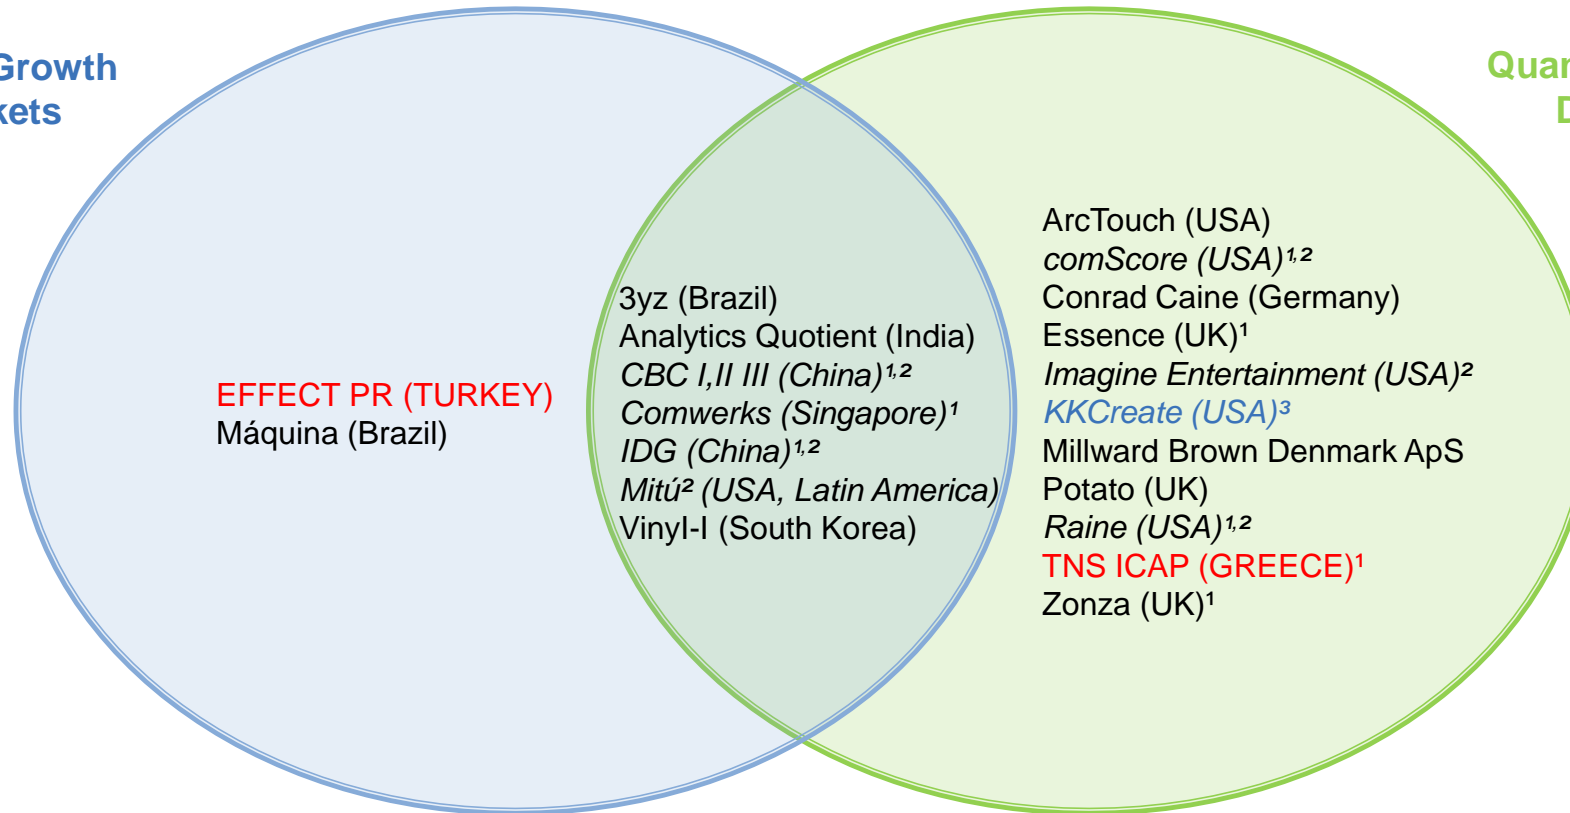 Growth
kets
Quan
D
EFFECT PR (TURKEY)
Máquina (Brazil)
3yz (Brazil)
Analytics Quotient (India)
CBC I,II III (China)¹,²
Comwerks (Singapore)¹
IDG (China)¹,²
Mitú² (USA, Latin America)
Vinyl-I (South Korea)
ArcTouch (USA)
comScore (USA)¹,²
Conrad Caine (Germany)
Essence (UK)¹
Imagine Entertainment (USA)²
KKCreate (USA)³
Millward Brown Denmark ApS
Potato (UK)
Raine (USA)¹,²
TNS ICAP (GREECE)¹
Zonza (UK)¹